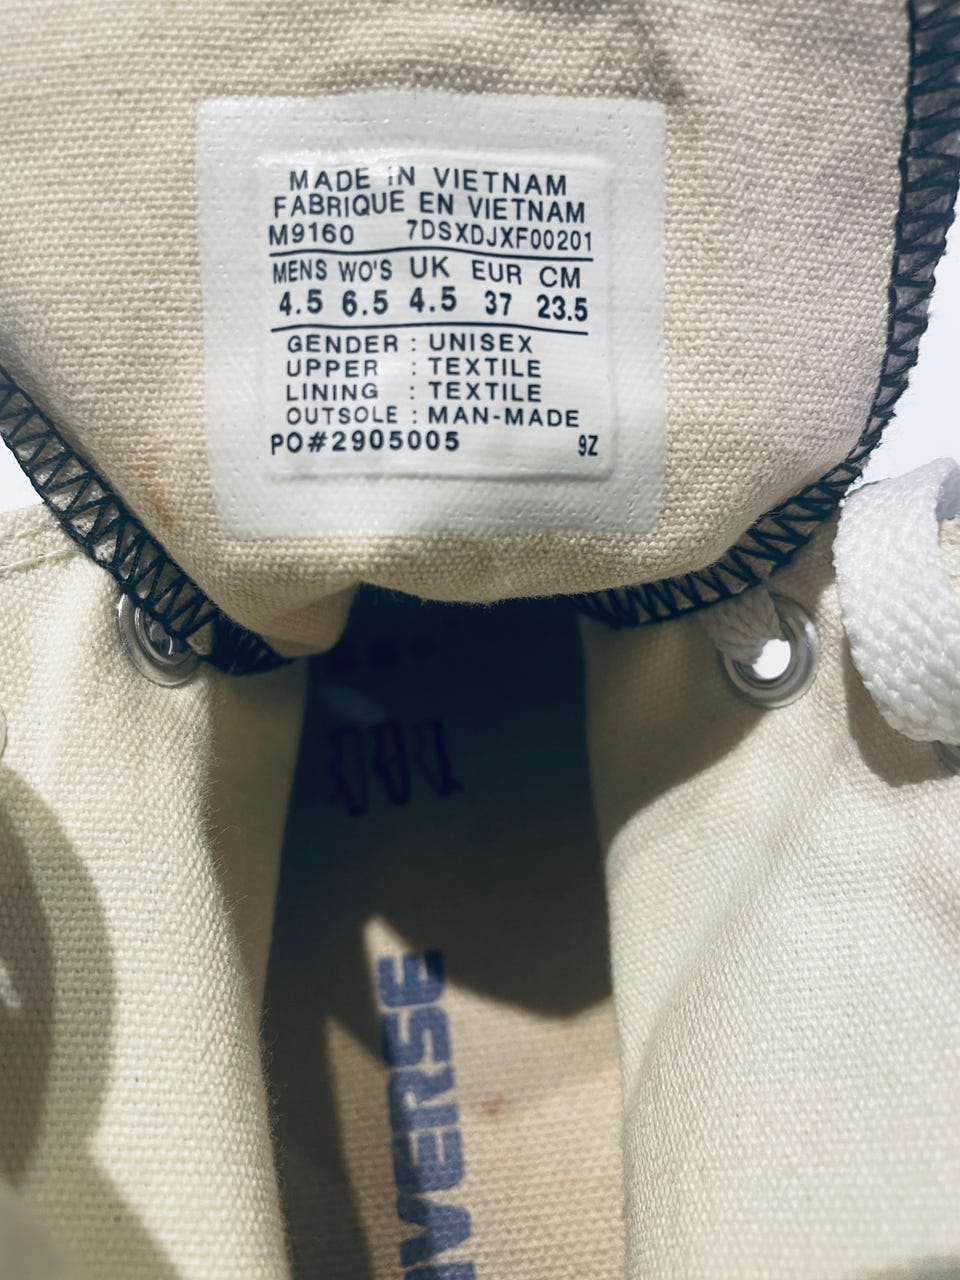 MADE IN VIETNAM
FABRIQUE EN VIETNAM
M9160 7DSXDJXF00201
MENS WO'S UK EUR CM
4.5 6.5 4.5 37 23.5
GENDER : UNISEX
UPPER : TEXTILE
LINING : TEXTILE
OUTSOLE : MAN-MADE
PO#2905005 9Z
VERSE